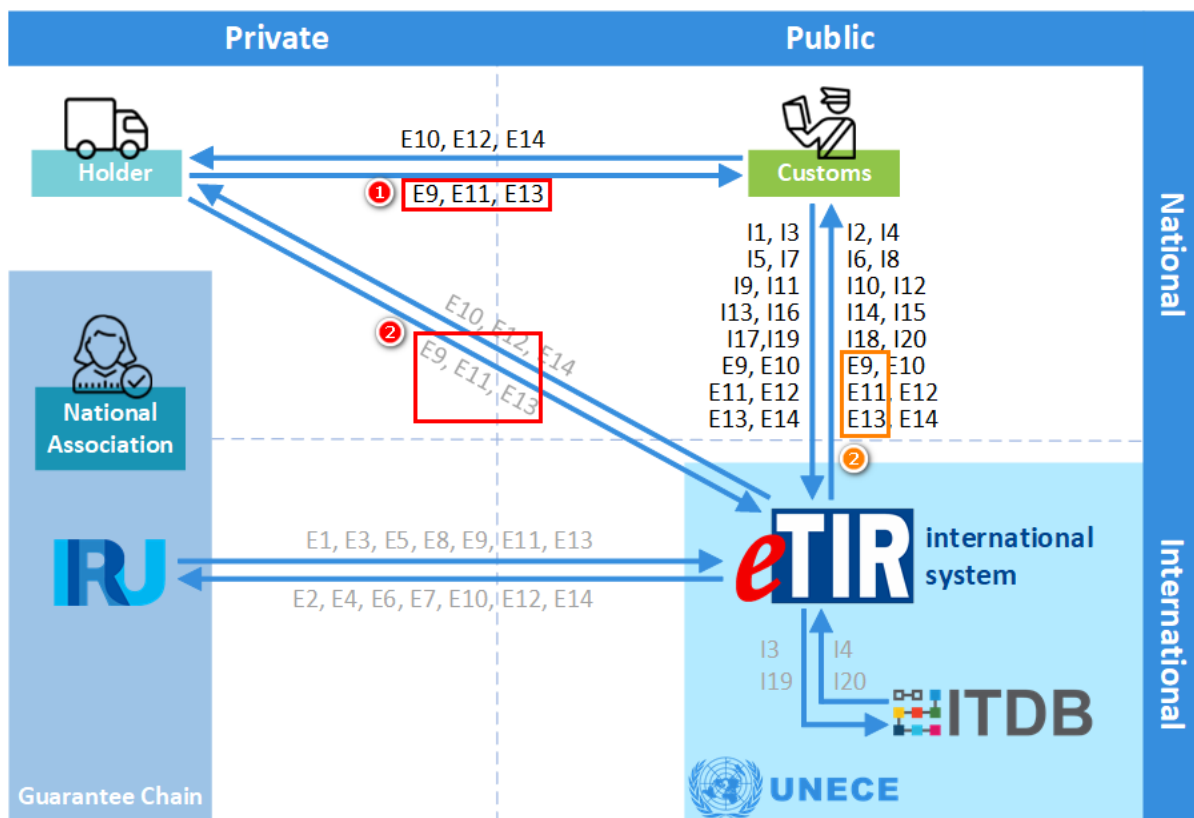 Private
Public
National
International
Holder
Customs
E10, E12, E14
1
E9, E11, E13
I1, I3
I5, I7
I9, I11
I13, I16
I17,I19
E9, E10
E11, E12
E13, E14
I2, I4
I6, I8
I10, I12
I14, I15
I18, I20
E9, E10
E11, E12
E13, E14
2
E10, E12, E14
2
E9, E11, E13
National
Association
IRU
E1, E3, E5, E8, E9, E11, E13
E2, E4, E6, E7, E10, E12, E14
eTIR
international
system
I3
I19
I4
I20
ITDB
Guarantee Chain
UNECE